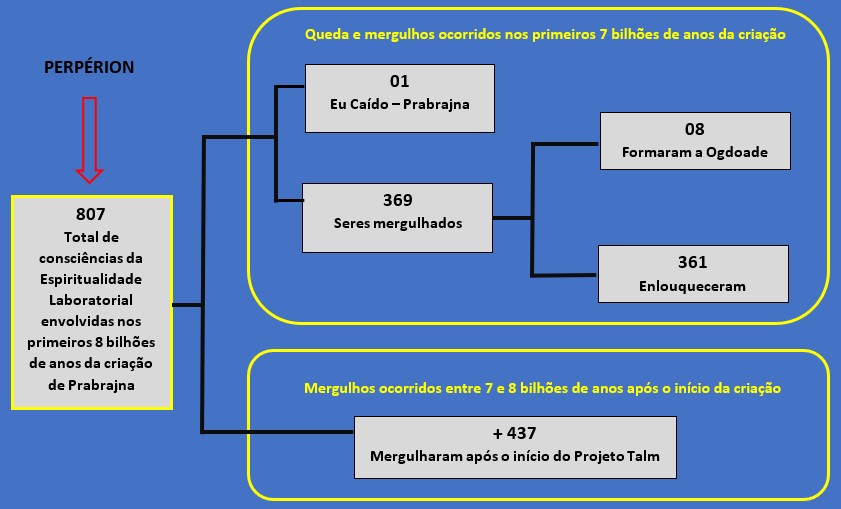 PERPÉRION
807
Total de
consciências da
Espiritualidade
Laboratorial
envolvidas nos
primeiros 8 bilhões
de anos da criação
de Prabrajna
Queda e mergulhos ocorridos nos primeiros 7 bilhões de anos da criação
01
Eu Caído – Prabrajna
369
Seres mergulhados
08
Formaram a Ogdoade
361
Enlouqueceram
Mergulhos ocorridos entre 7 e 8 bilhões de anos após o início da criação
+ 437
Mergulharam após o início do Projeto Talm